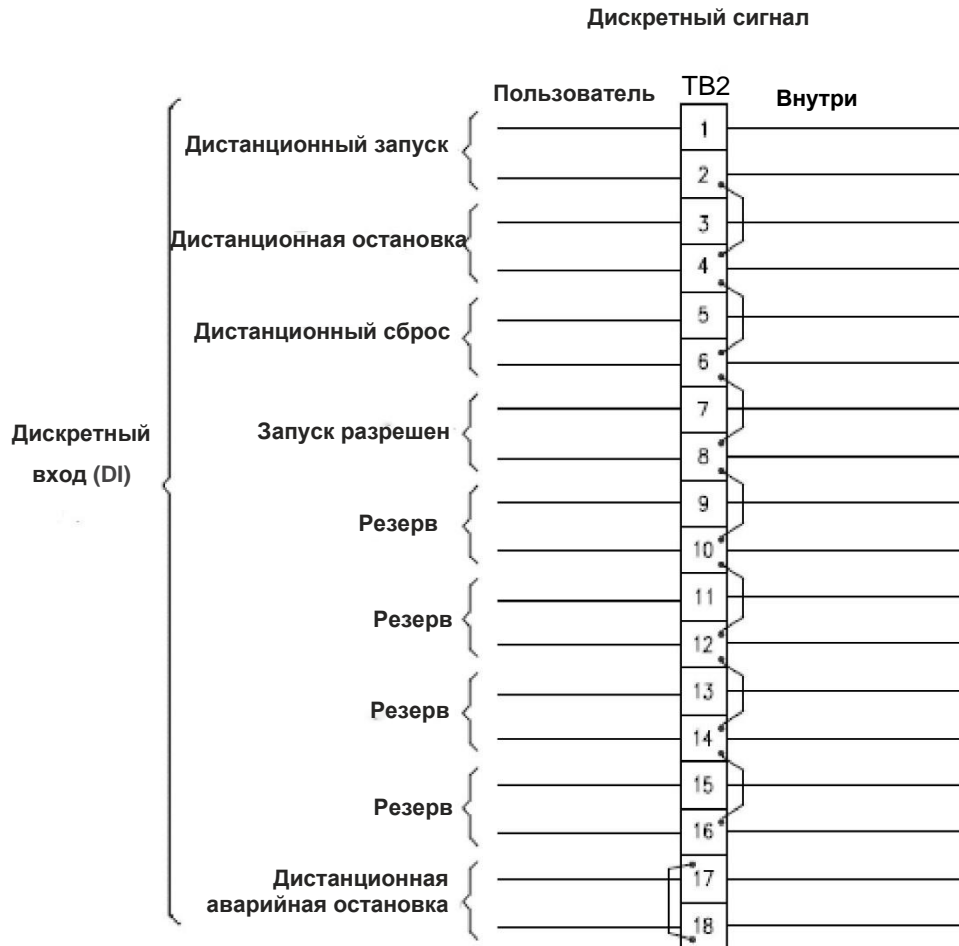 Дискретный сигнал
Пользователь TB2 Внутри
Дистанционный запуск
1
2
Дистанционная остановка
3
4
Дистанционный сброс
5
6
Запуск разрешен
7
8
Дискретный
вход (DI)
Резерв
9
10
Резерв
11
12
Резерв
13
14
Резерв
15
16
Дистанционная
аварийная остановка
17
18